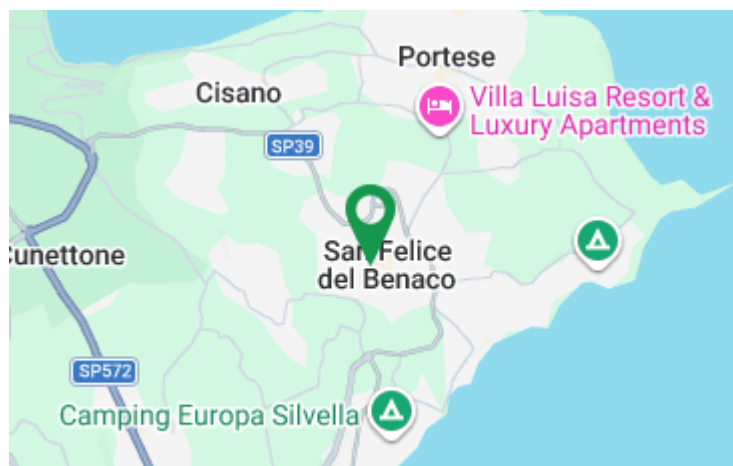 Portese
Cisano
Villa Luisa Resort &
Luxury Apartments
SP39
San Felice
del Benaco
Cunettone
SP572
Camping Europa Silvella